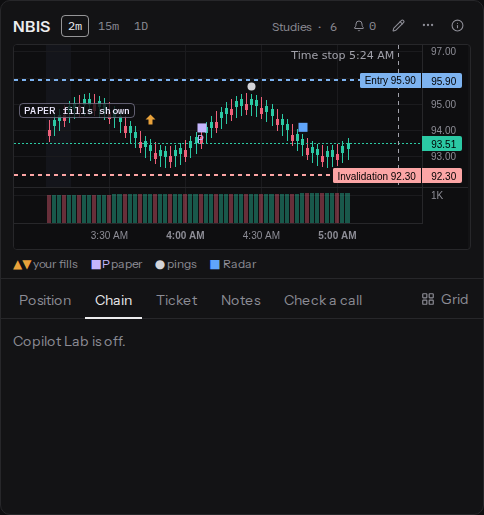 NBIS 2m 15m 1D Studies · 6 0
Time stop 5:24 AM
97.00
Entry 95.90 95.90
PAPER fills shown
95.00
94.00
93.51
93.00
Invalidation 92.30 92.30
1K
3:30 AM 4:00 AM 4:30 AM 5:00 AM
your fills P paper pings Radar
Position Chain Ticket Notes Check a call Grid
Copilot Lab is off.